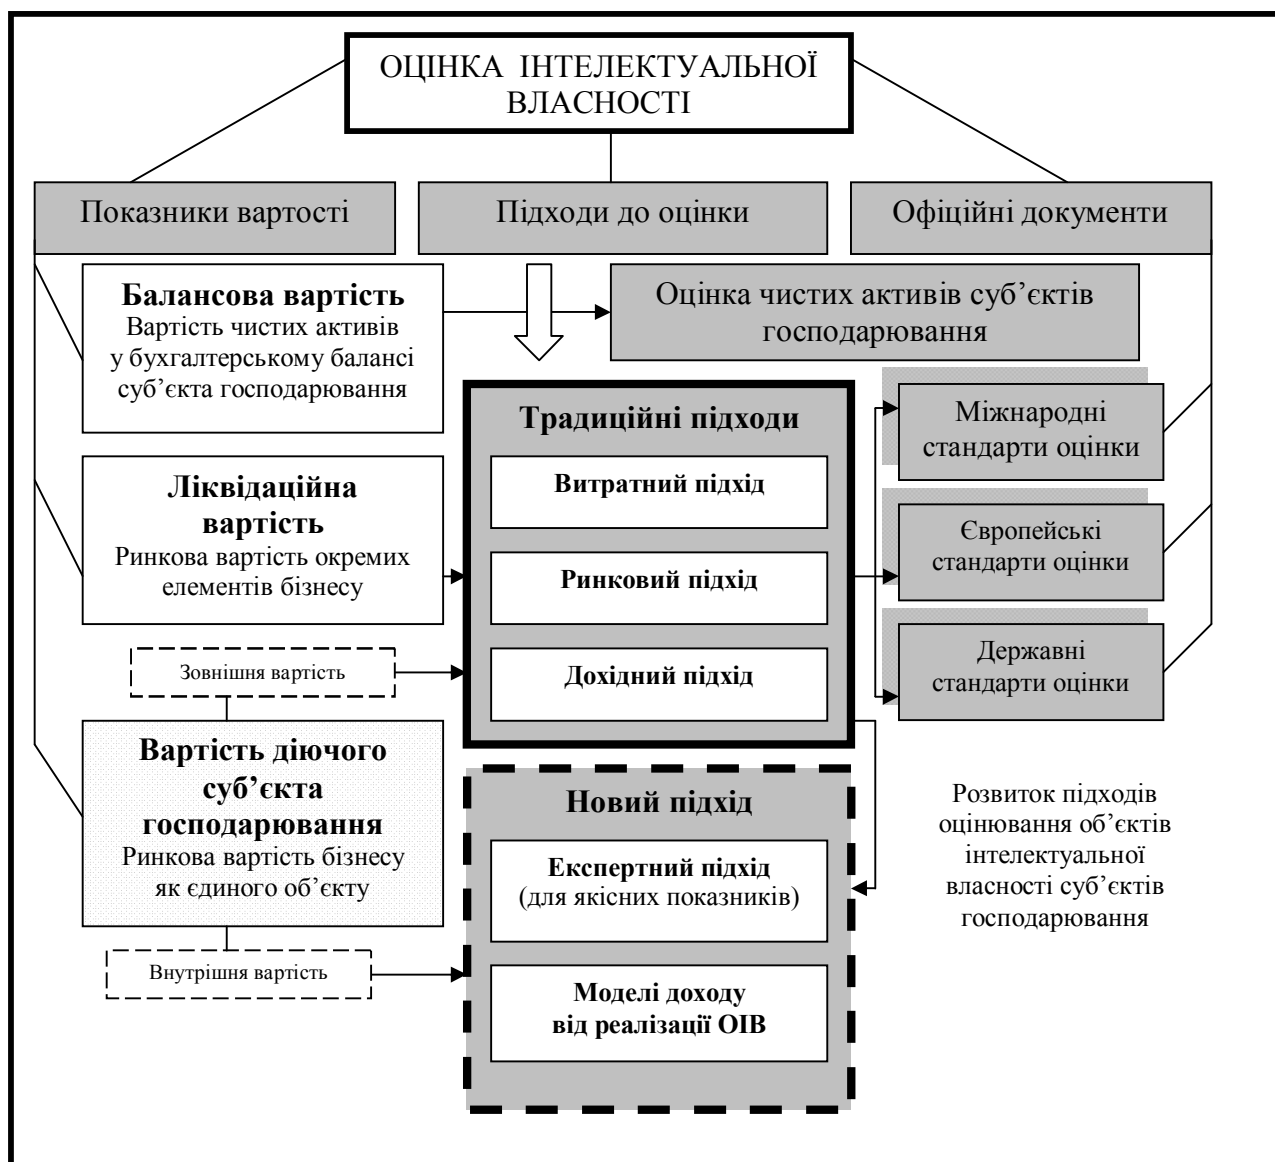 ОЦІНКА ІНТЕЛЕКТУАЛЬНОЇ
ВЛАСНОСТІ
Показники вартості
Підходи до оцінки
Офіційні документи
Балансова вартість
Вартість чистих активів
у бухгалтерському балансі
суб’єкта господарювання
Оцінка чистих активів суб’єктів
господарювання
Традиційні підходи
Витратний підхід
Ринковий підхід
Дохідний підхід
Міжнародні
стандарти оцінки
Європейські
стандарти оцінки
Державні
стандарти оцінки
Ліквідаційна
вартість
Ринкова вартість окремих
елементів бізнесу
Зовнішня вартість
Вартість діючого
суб’єкта
господарювання
Ринкова вартість бізнесу
як єдиного об’єкту
Внутрішня вартість
Новий підхід
Експертний підхід
(для якісних показників)
Моделі доходу
від реалізації ОІВ
Розвиток підходів
оцінювання об’єктів
інтелектуальної
власності суб’єктів
господарювання